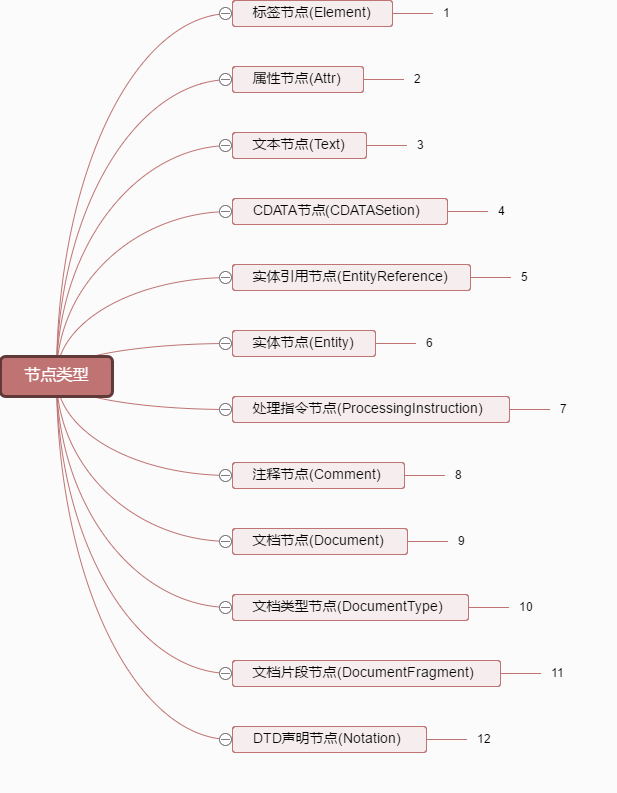 标签节点(Element)
1
属性节点(Attr)
2
文本节点(Text)
3
CDATA节点(CDATASetion)
4
实体引用节点(EntityReference)
5
实体节点(Entity)
6
节点类型
处理指令节点(ProcessingInstruction)
7
注释节点(Comment)
8
文档节点(Document)
9
文档类型节点(DocumentType)
10
文档片段节点(DocumentFragment)
11
DTD声明节点(Notation)
12